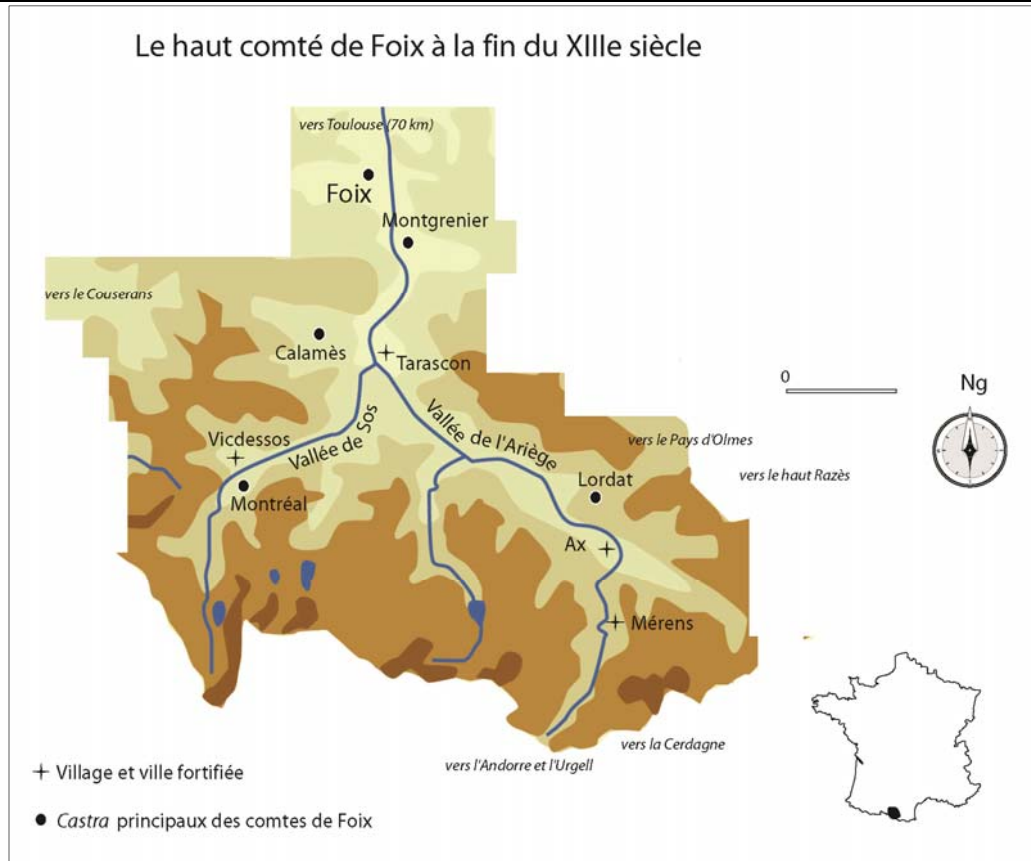 Le haut comté de Foix à la fin du XIIIe siècle
vers Toulouse (70 km)
Foix
Montgrenier
vers le Couserans
Calamès
Tarascon
0
Ng
Vallée de Sos
Vallée de l'Ariège
Vicdessos
vers le Pays d'Olmes
vers le haut Razès
Lordat
Montréal
Ax
Mérens
vers la Cerdagne
vers l'Andorre et l'Urgell
Village et ville fortifiée
Castra principaux des comtes de Foix